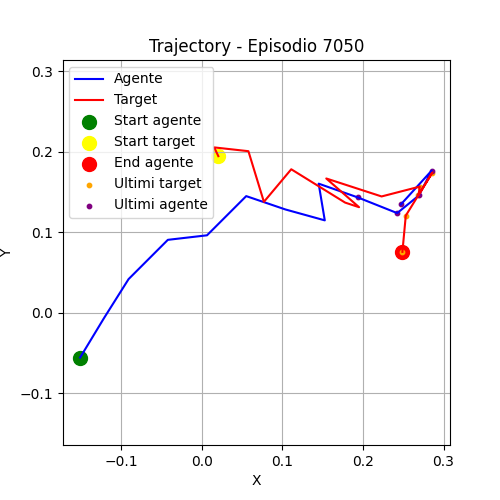 Trajectory - Episodio 7050
Agente
Target
Start agente
Start target
End agente
Ultimi target
Ultimi agente
0.3
0.2
0.1
0.0
−0.1
Y
−0.1
0.0
0.1
0.2
0.3
X